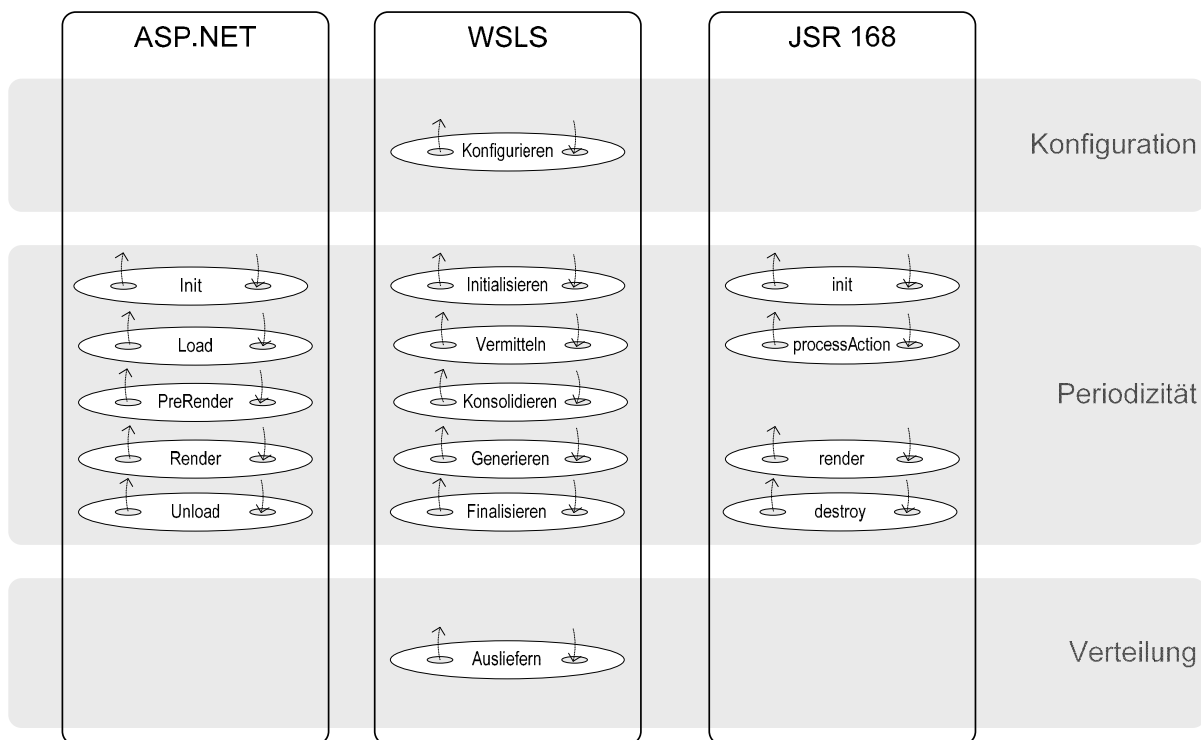 ASP.NET
WSLS
JSR 168
Konfigurieren
Konfiguration
Init
Initialisieren
init
Load
Vermitteln
processAction
PreRender
Konsolidieren
Periodizität
Render
Generieren
render
Unload
Finalisieren
destroy
Ausliefern
Verteilung